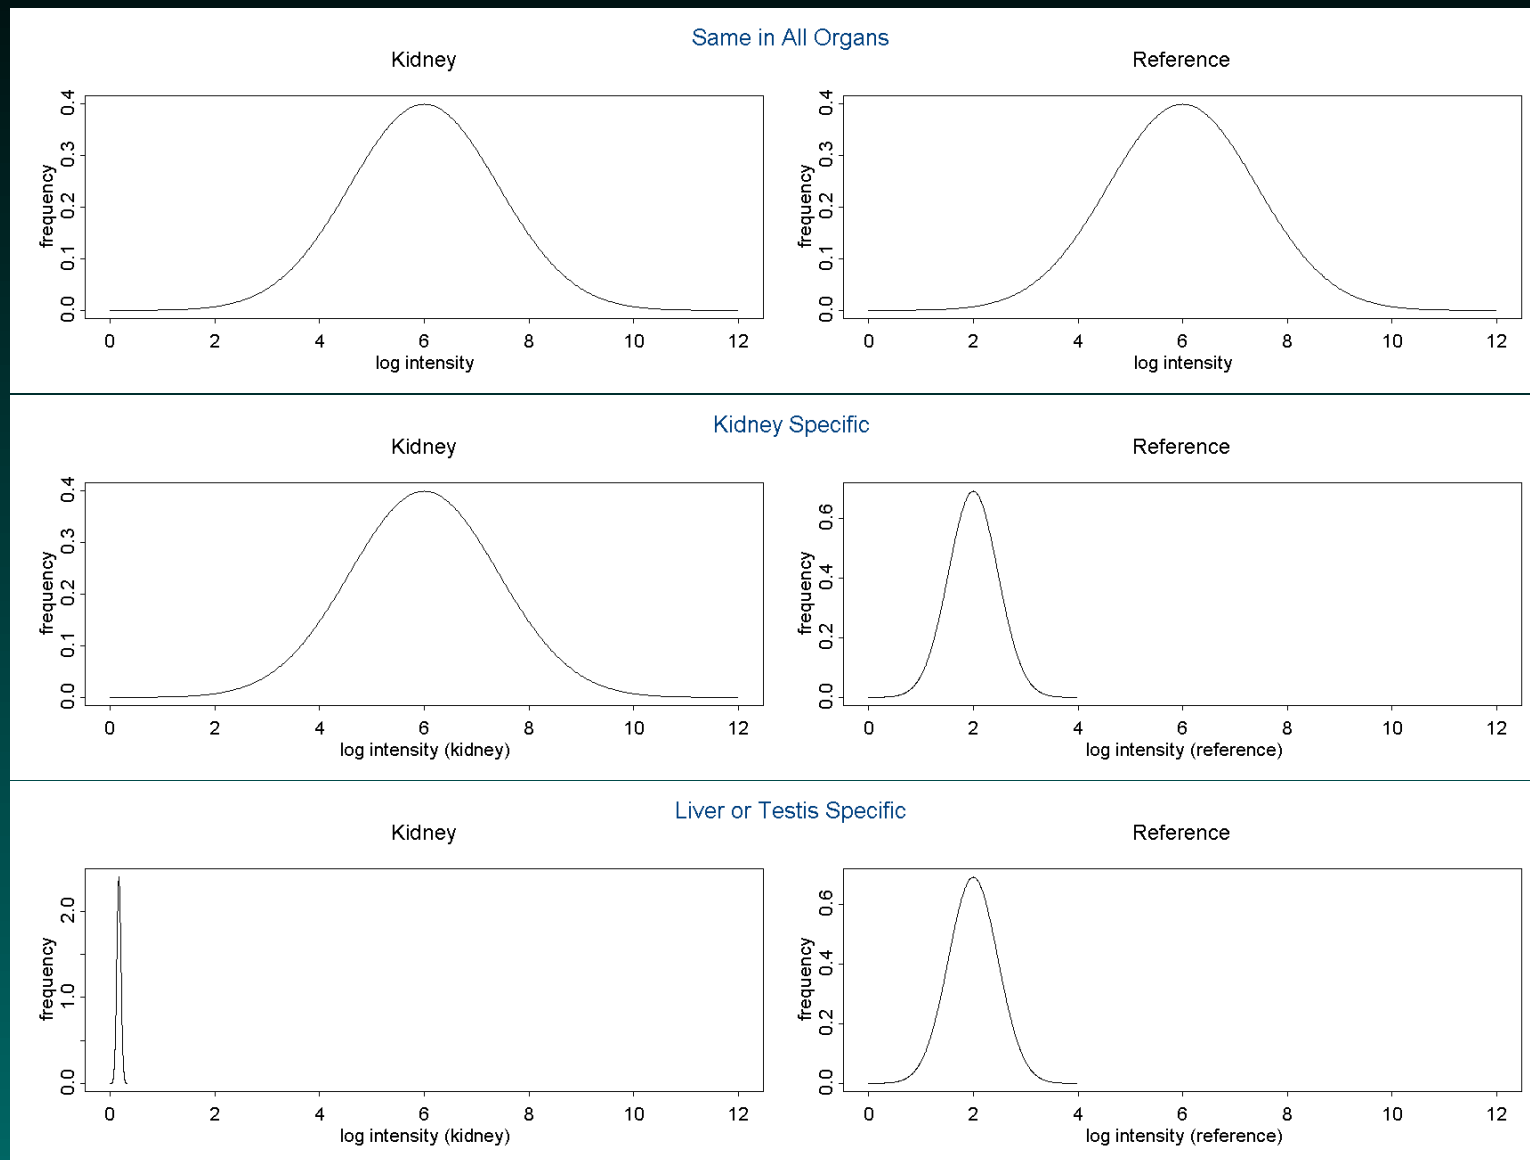 Same in All Organs
Kidney
Reference
frequency
0.0 0.1 0.2 0.3 0.4
0 2 4 6 8 10 12
log intensity
frequency
0.0 0.1 0.2 0.3 0.4
0 2 4 6 8 10 12
log intensity
Kidney Specific
Kidney
Reference
frequency
0.0 0.1 0.2 0.3 0.4
0 2 4 6 8 10 12
log intensity (kidney)
frequency
0.0 0.2 0.4 0.6
0 2 4 6 8 10 12
log intensity (reference)
Liver or Testis Specific
Kidney
Reference
frequency
0.0 1.0 2.0
0 2 4 6 8 10 12
log intensity (kidney)
frequency
0.0 0.2 0.4 0.6
0 2 4 6 8 10 12
log intensity (reference)